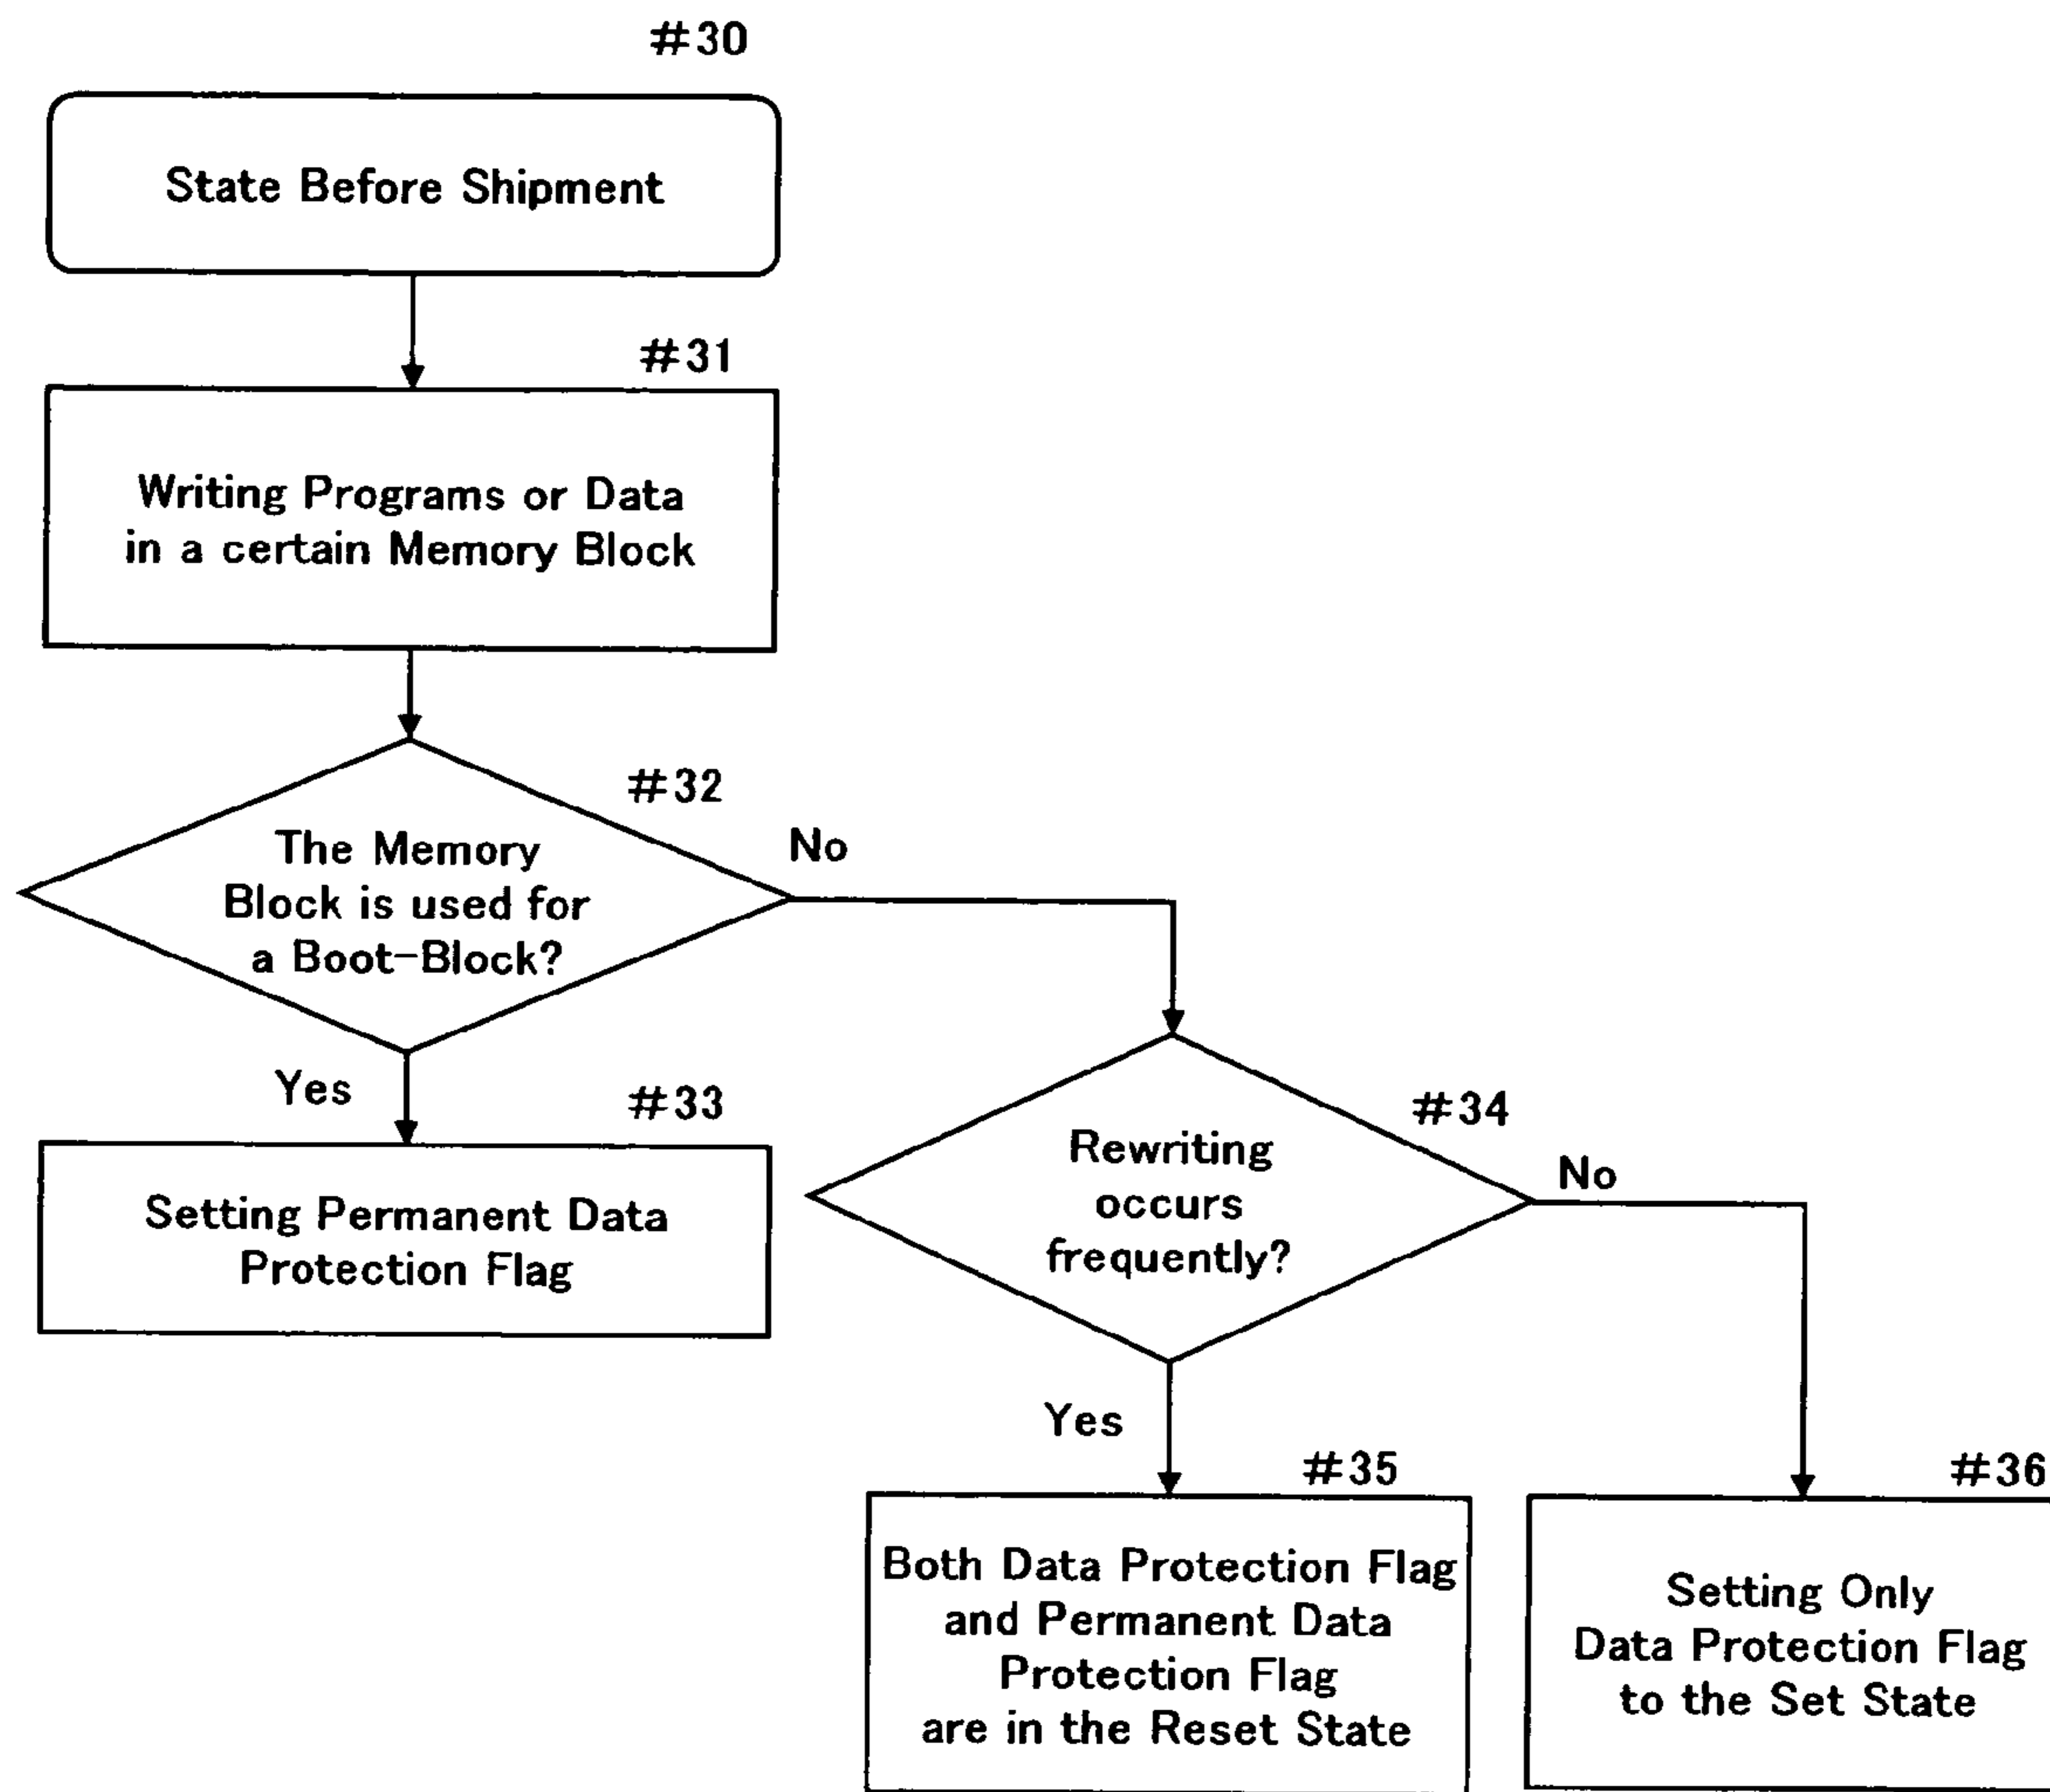 #30
State Before Shipment
#31
Writing Programs or Data
in a certain Memory Block
#32
The Memory
Block is used for
a Boot-Block?
No
Yes
#33
Setting Permanent Data
Protection Flag
#34
Rewriting
occurs
frequently?
No
Yes
#35
Both Data Protection Flag
and Permanent Data
Protection Flag
are in the Reset State
#36
Setting Only
Data Protection Flag
to the Set State